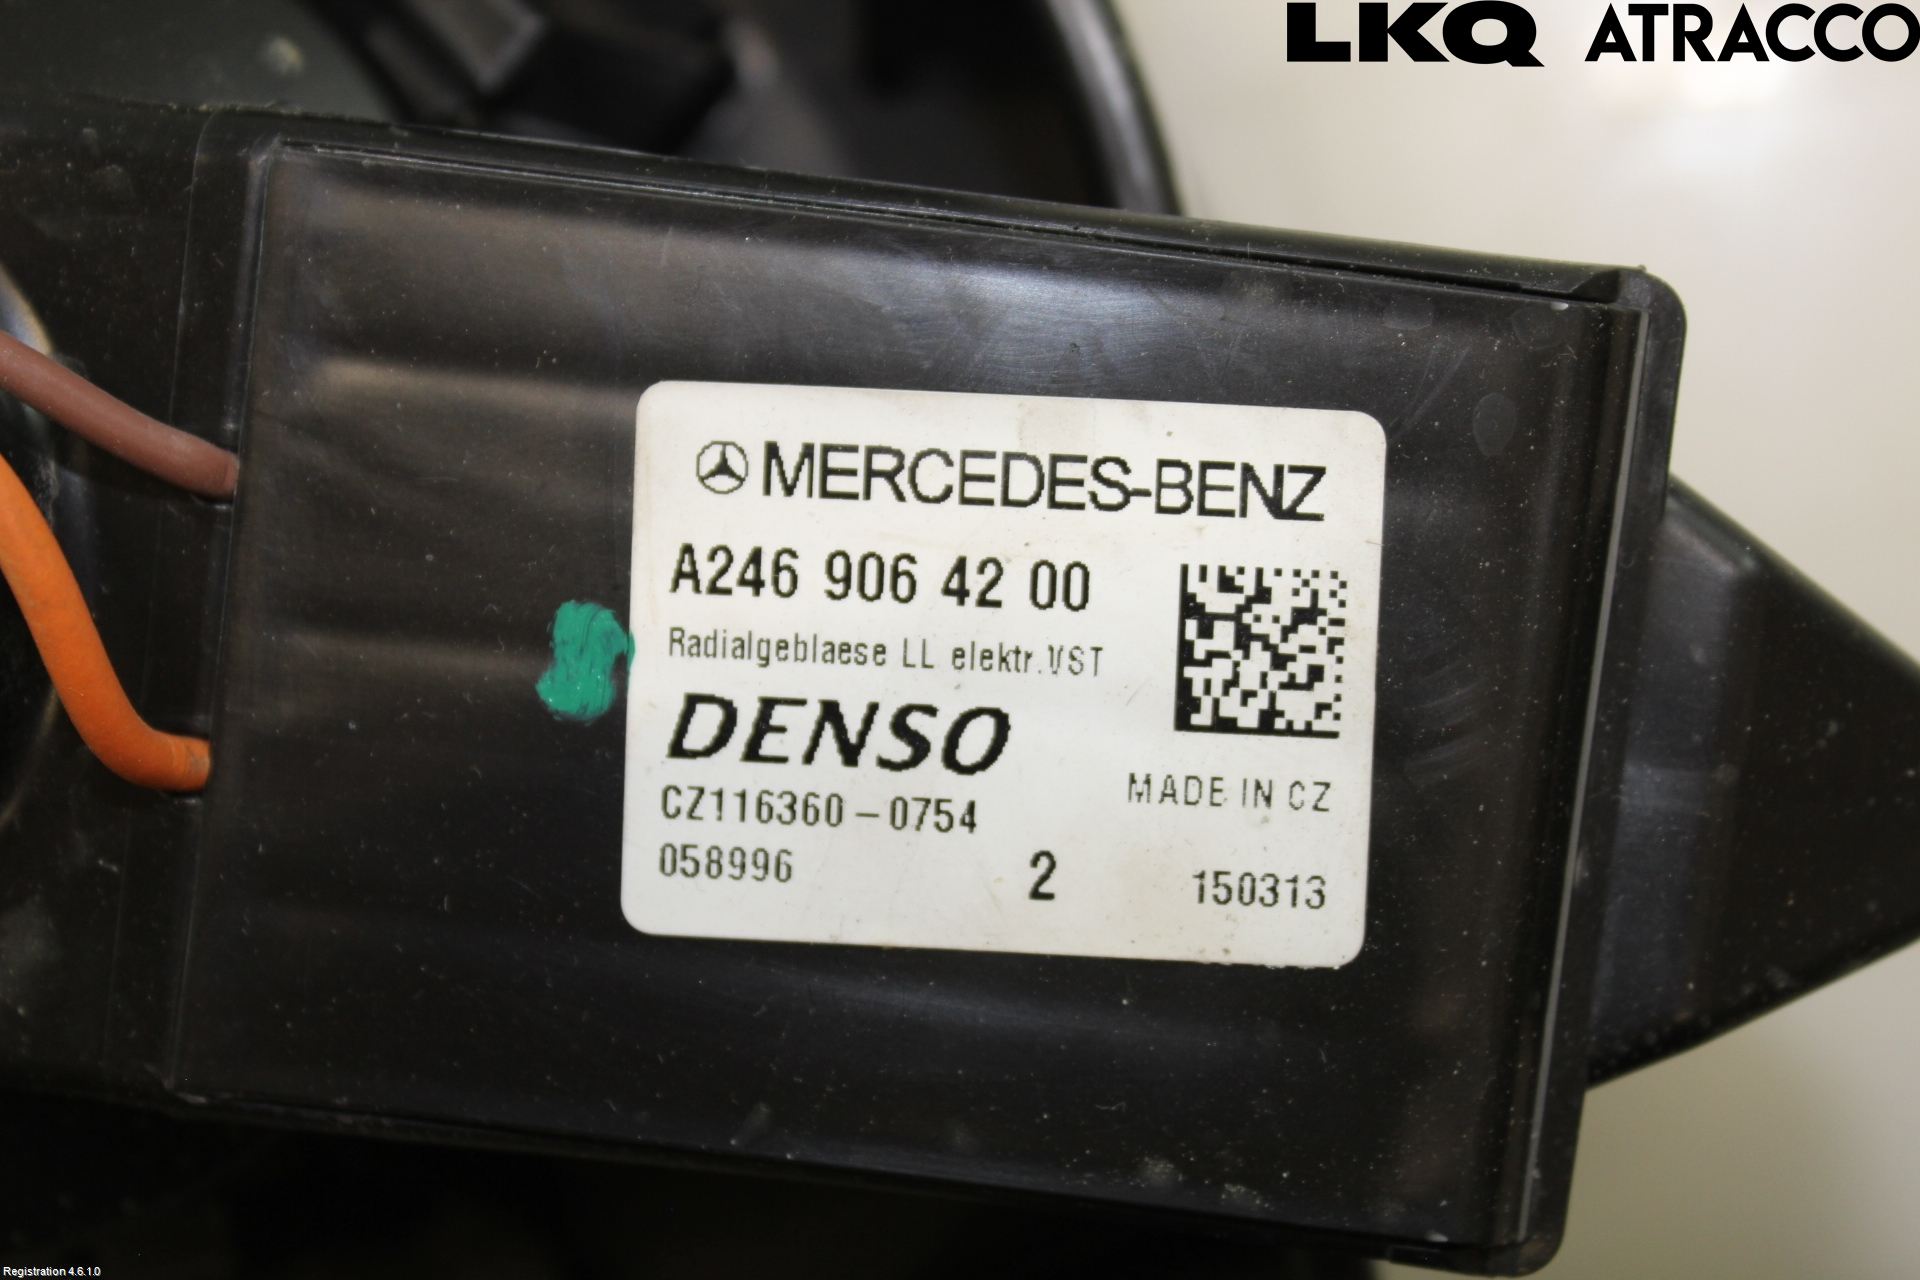 LKQ ATRACCO
MERCEDES-BENZ
A246 906 42 00
Radialgeblaese LL elektr.VST
DENSO
MADE IN CZ
CZ116360-0754
058996 2 150313
Registration 4.6.1.0